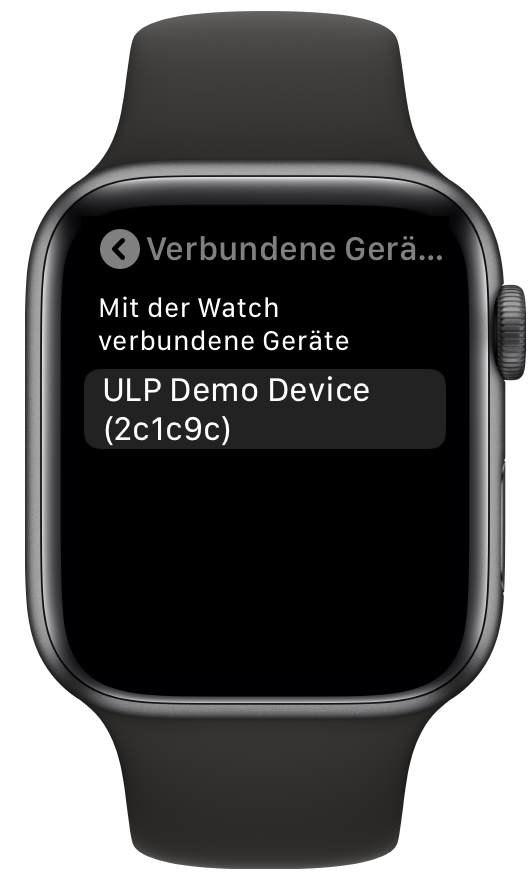 Verbundene Gerä...
Mit der Watch
verbundene Geräte
ULP Demo Device
(2c1c9c)